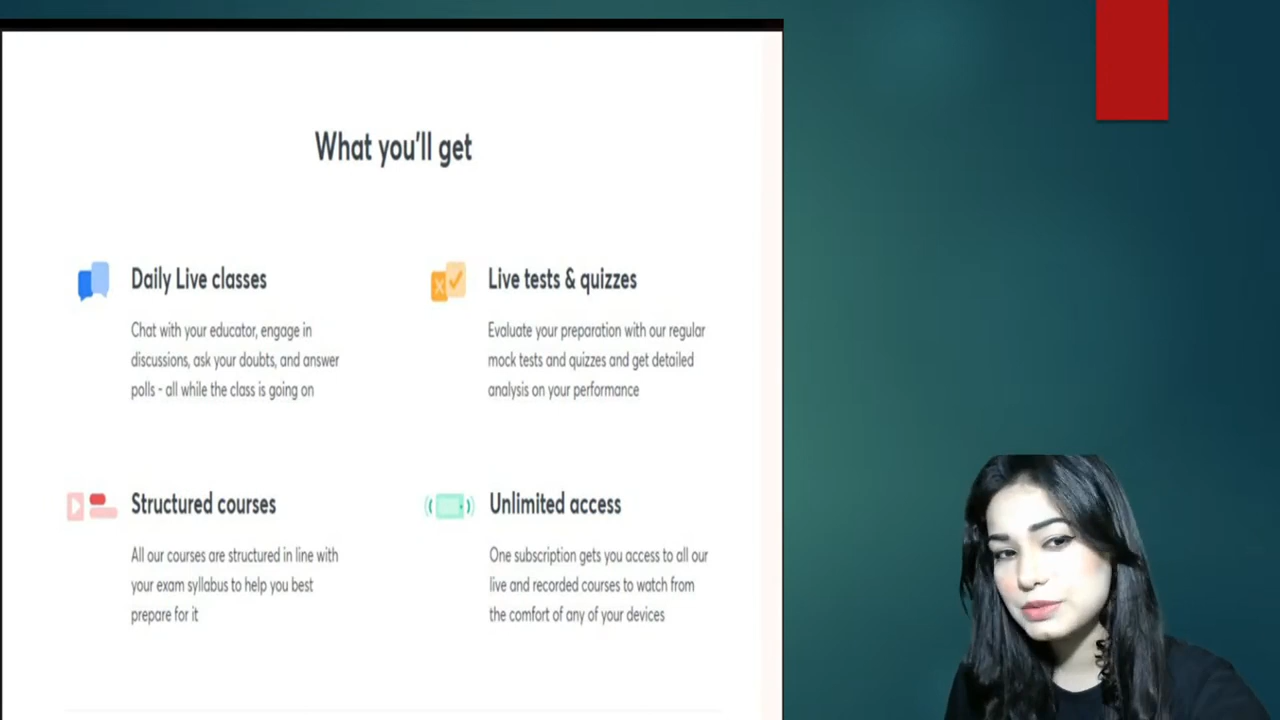 What you'll get
Daily Live classes
Chat with your educator, engage in
discussions, ask your doubts, and answer
polls - all while the class is going on
Live tests & quizzes
Evaluate your preparation with our regular
mock tests and quizzes and get detailed
analysis on your performance
Structured courses
All our courses are structured in line with
your exam syllabus to help you best
prepare for it
Unlimited access
One subscription gets you access to all our
live and recorded courses to watch from
the comfort of any of your devices